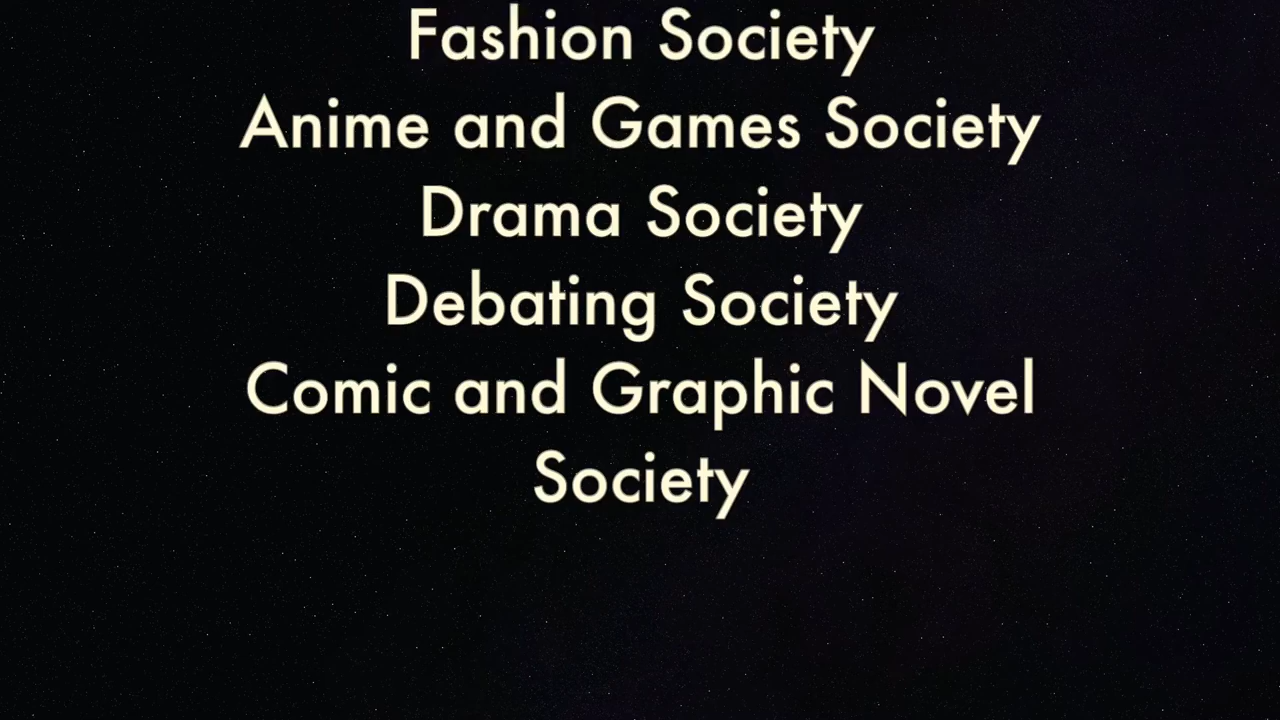 Fashion Society
Anime and Games Society
Drama Society
Debating Society
Comic and Graphic Novel
Society